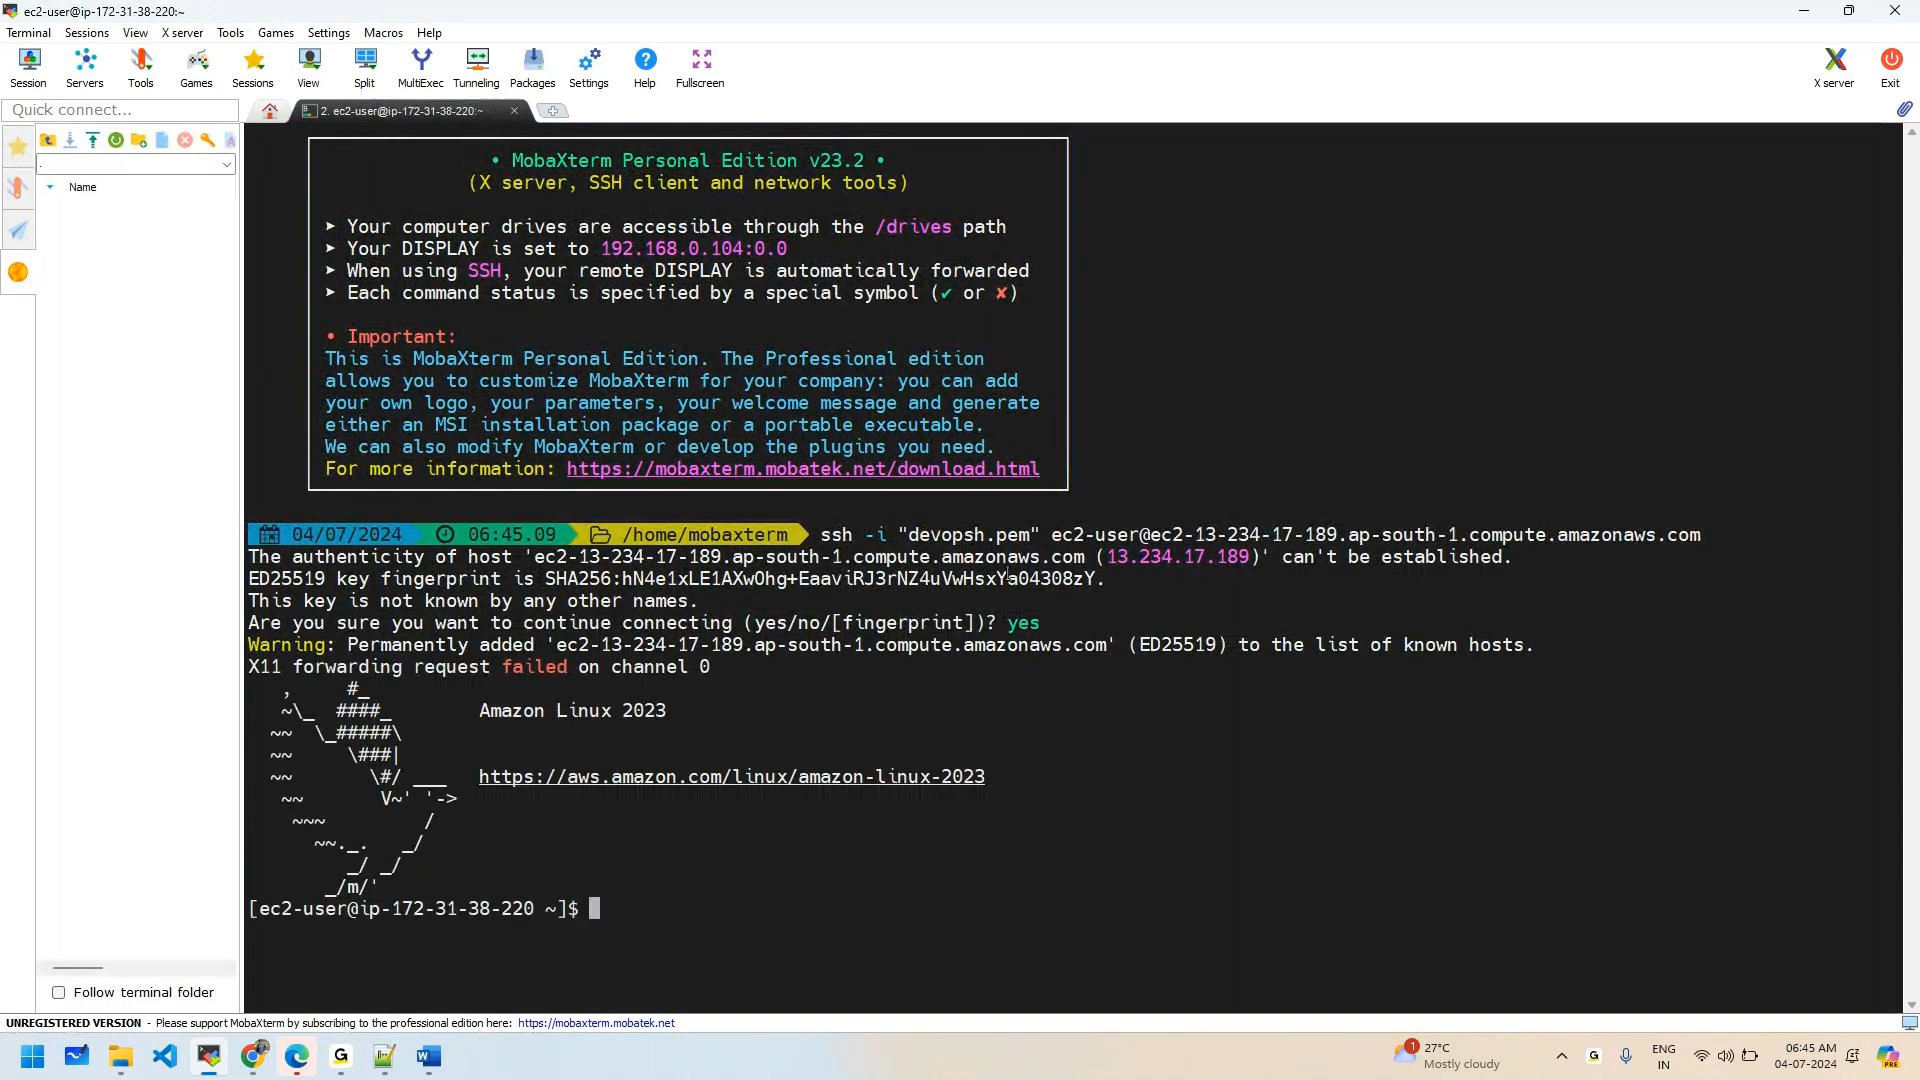 ec2-user@ip-172-31-38-220:~
Terminal Sessions View X server Tools Games Settings Macros Help
Session Servers Tools Games Sessions View Split MultiExec Tunneling Packages Settings Help Fullscreen X server Exit
Quick connect...
2. ec2-user@ip-172-31-38-220:~
Name
• MobaXterm Personal Edition v23.2 •
(X server, SSH client and network tools)
➤ Your computer drives are accessible through the /drives path
➤ Your DISPLAY is set to 192.168.0.104:0.0
➤ When using SSH, your remote DISPLAY is automatically forwarded
➤ Each command status is specified by a special symbol (✔ or ✘)
• Important:
This is MobaXterm Personal Edition. The Professional edition
allows you to customize MobaXterm for your company: you can add
your own logo, your parameters, your welcome message and generate
either an MSI installation package or a portable executable.
We can also modify MobaXterm or develop the plugins you need.
For more information: https://mobaxterm.mobatek.net/download.html
04/07/2024 06:45.09 /home/mobaxterm ssh -i "devopsh.pem" ec2-user@ec2-13-234-17-189.ap-south-1.compute.amazonaws.com
The authenticity of host 'ec2-13-234-17-189.ap-south-1.compute.amazonaws.com (13.234.17.189)' can't be established.
ED25519 key fingerprint is SHA256:hN4e1xLE1AXwOhg+EaaviRJ3rNZ4uVwHsxYa04308zY.
This key is not known by any other names.
Are you sure you want to continue connecting (yes/no/[fingerprint])? yes
Warning: Permanently added 'ec2-13-234-17-189.ap-south-1.compute.amazonaws.com' (ED25519) to the list of known hosts.
X11 forwarding request failed on channel 0
   ,     #_
   ~\_  ####_        Amazon Linux 2023
  ~~  \_#####\
  ~~     \###|
  ~~       \#/ ___   https://aws.amazon.com/linux/amazon-linux-2023
   ~~       V~' '->
    ~~~         /
      ~~._.   _/
         _/ _/
       _/m/'
[ec2-user@ip-172-31-38-220 ~]$
Follow terminal folder
UNREGISTERED VERSION - Please support MobaXterm by subscribing to the professional edition here: https://mobaxterm.mobatek.net
1 27°C
Mostly cloudy
ENG
IN
06:45 AM
04-07-2024
PRE